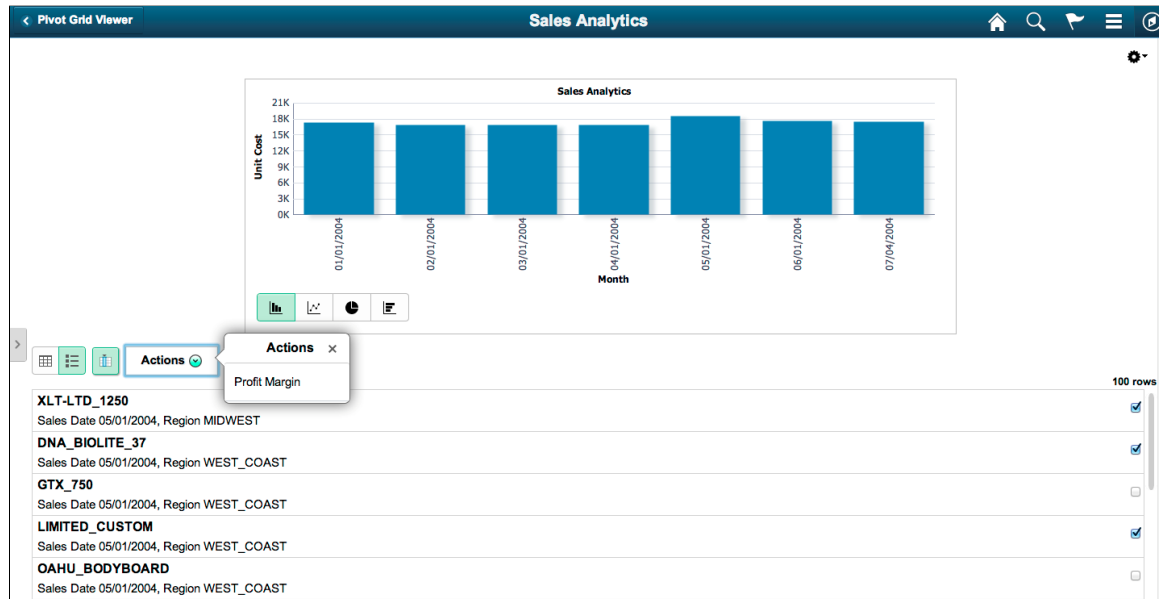 Pivot Grid Viewer
Sales Analytics
Sales Analytics
21K
18K
15K
12K
9K
6K
3K
0K
Unit Cost
01/01/2004
02/01/2004
03/01/2004
04/01/2004
05/01/2004
06/01/2004
07/04/2004
Month
Actions
Actions ×
Profit Margin
100 rows
XLT-LTD_1250
Sales Date 05/01/2004, Region MIDWEST
DNA_BIOLITE_37
Sales Date 05/01/2004, Region WEST_COAST
GTX_750
Sales Date 05/01/2004, Region WEST_COAST
LIMITED_CUSTOM
Sales Date 05/01/2004, Region WEST_COAST
OAHU_BODYBOARD
Sales Date 05/01/2004, Region WEST_COAST